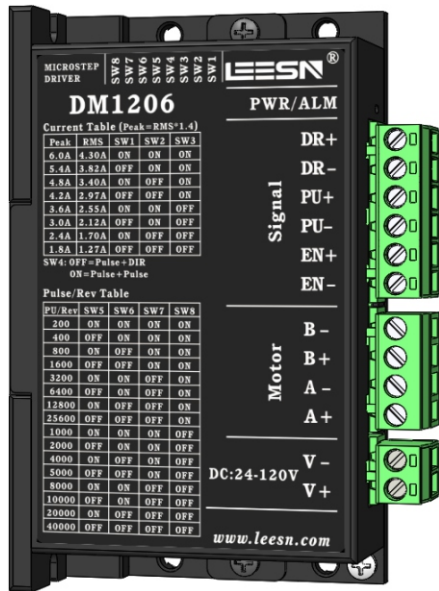 MICROSTEP
DRIVER
SW8
SW7
SW6
SW5
SW4
SW3
SW2
SW1
LEESN®
DM1206
PWR/ALM
Current Table (Peak=RMS*1.4)
Peak RMS SW1 SW2 SW3
6.0A 4.30A ON ON ON
5.4A 3.82A OFF ON ON
4.8A 3.40A ON OFF ON
4.2A 2.97A OFF OFF ON
3.6A 2.55A ON ON OFF
3.0A 2.12A OFF ON OFF
2.4A 1.70A ON OFF OFF
1.8A 1.27A OFF OFF OFF
SW4: OFF=Pulse+DIR
ON=Pulse+Pulse
Pulse/Rev Table
PU/Rev SW5 SW6 SW7 SW8
200 ON ON ON ON
400 OFF ON ON ON
800 ON OFF ON ON
1600 OFF OFF ON ON
3200 ON ON OFF ON
6400 OFF ON OFF ON
12800 ON OFF OFF ON
25600 OFF OFF OFF ON
1000 ON ON ON OFF
2000 OFF ON ON OFF
4000 ON OFF ON OFF
5000 OFF OFF ON OFF
8000 ON ON OFF OFF
10000 OFF ON OFF OFF
20000 ON OFF OFF OFF
40000 OFF OFF OFF OFF
Signal
DR+
DR-
PU+
PU-
EN+
EN-
Motor
B-
B+
A-
A+
DC:24-120V
V-
V+
www.leesn.com